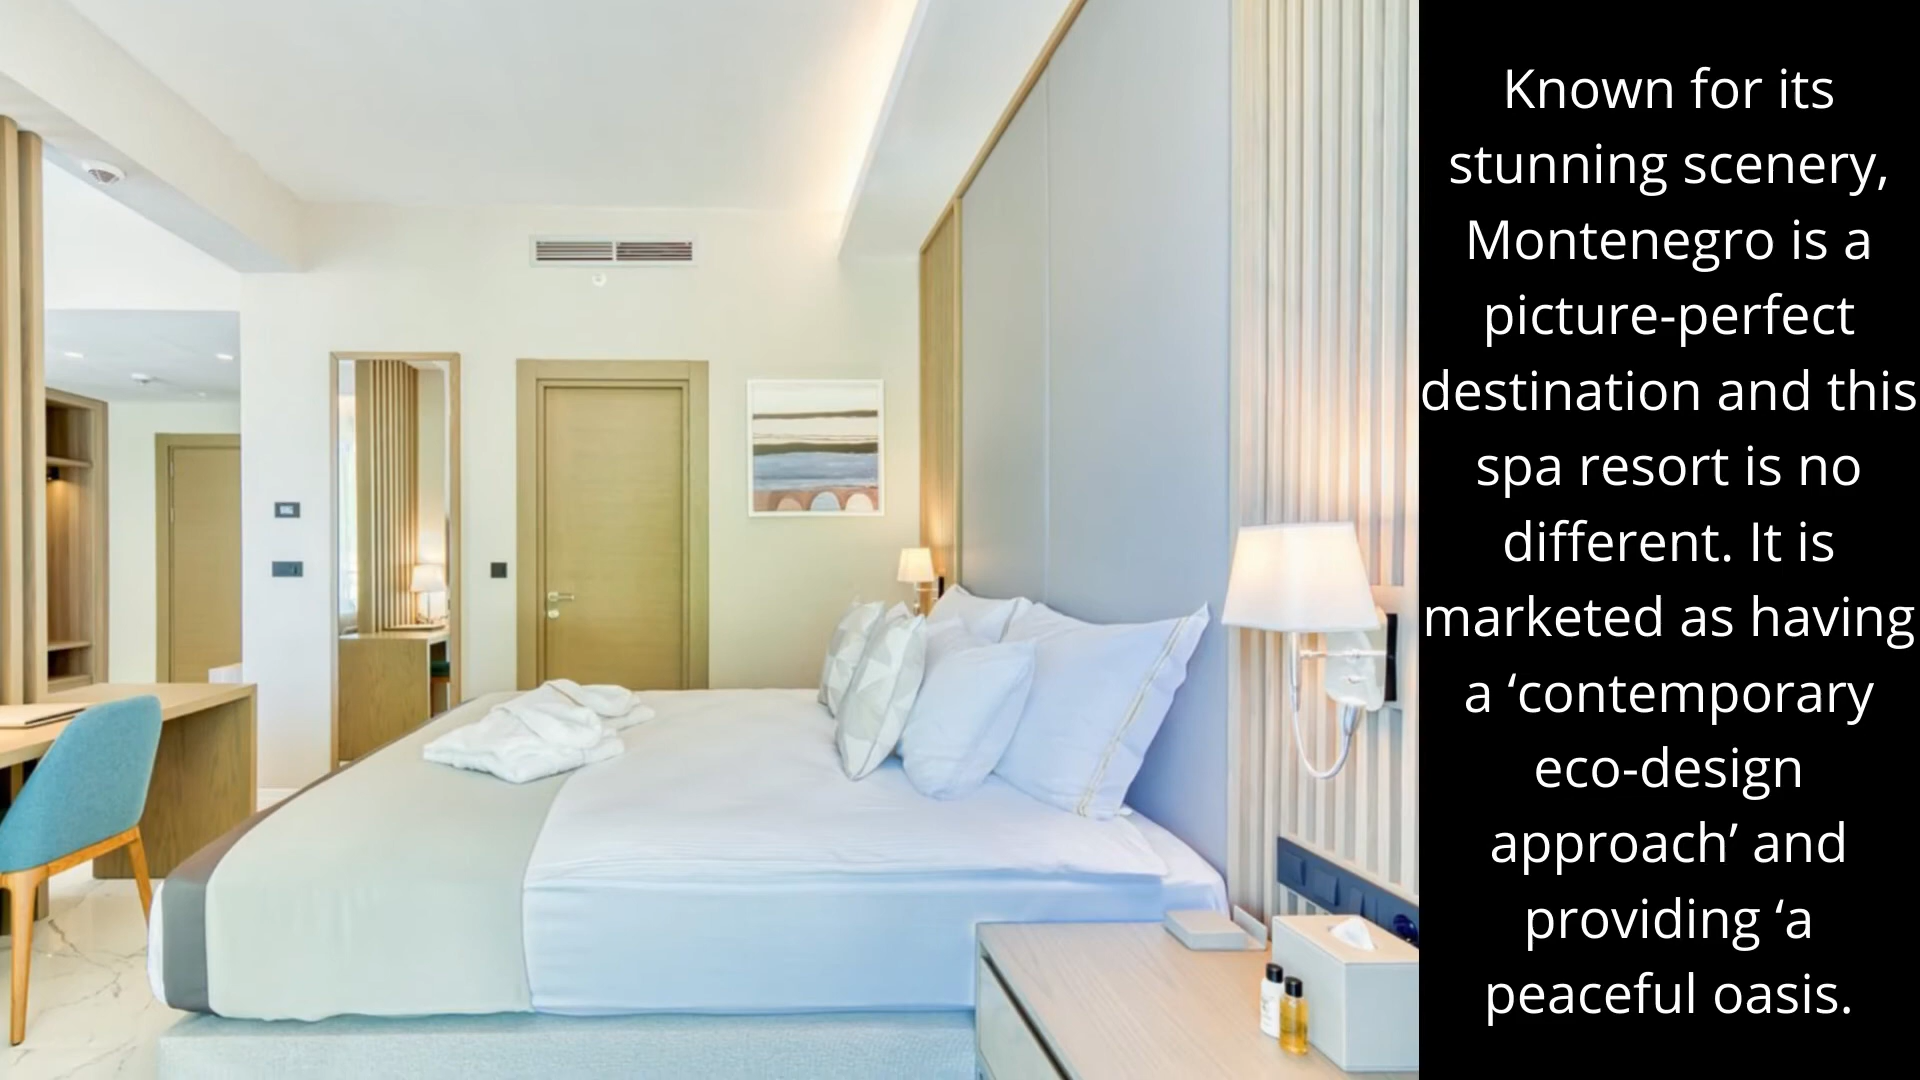 Known for its
stunning scenery,
Montenegro is a
picture-perfect
destination and this
spa resort is no
different. It is
marketed as having
a ‘contemporary
eco-design
approach’ and
providing ‘a
peaceful oasis.